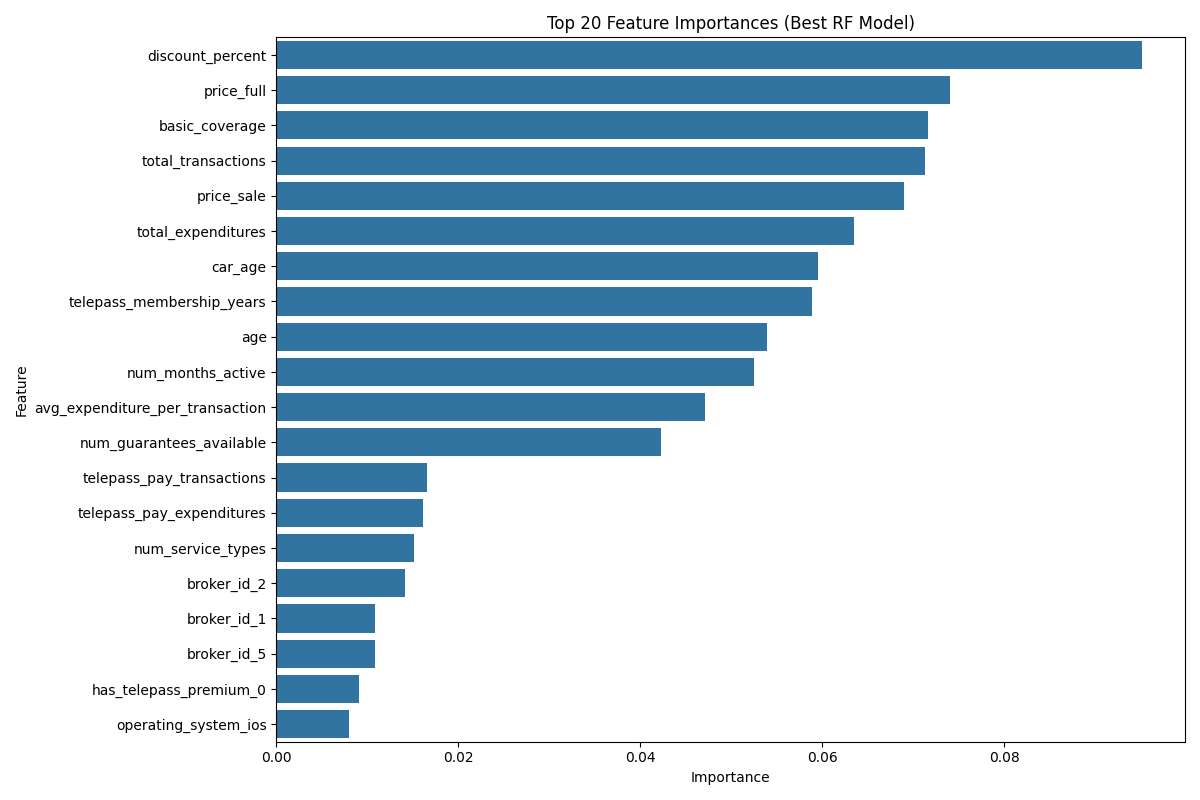 Top 20 Feature Importances (Best RF Model)
discount_percent
price_full
basic_coverage
total_transactions
price_sale
total_expenditures
car_age
telepass_membership_years
age
num_months_active
avg_expenditure_per_transaction
num_guarantees_available
telepass_pay_transactions
telepass_pay_expenditures
num_service_types
broker_id_2
broker_id_1
broker_id_5
has_telepass_premium_0
operating_system_ios
Feature
0.00 0.02 0.04 0.06 0.08
Importance